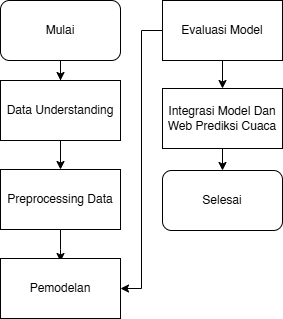 Mulai
Data Understanding
Preprocessing Data
Pemodelan
Evaluasi Model
Integrasi Model Dan
Web Prediksi Cuaca
Selesai